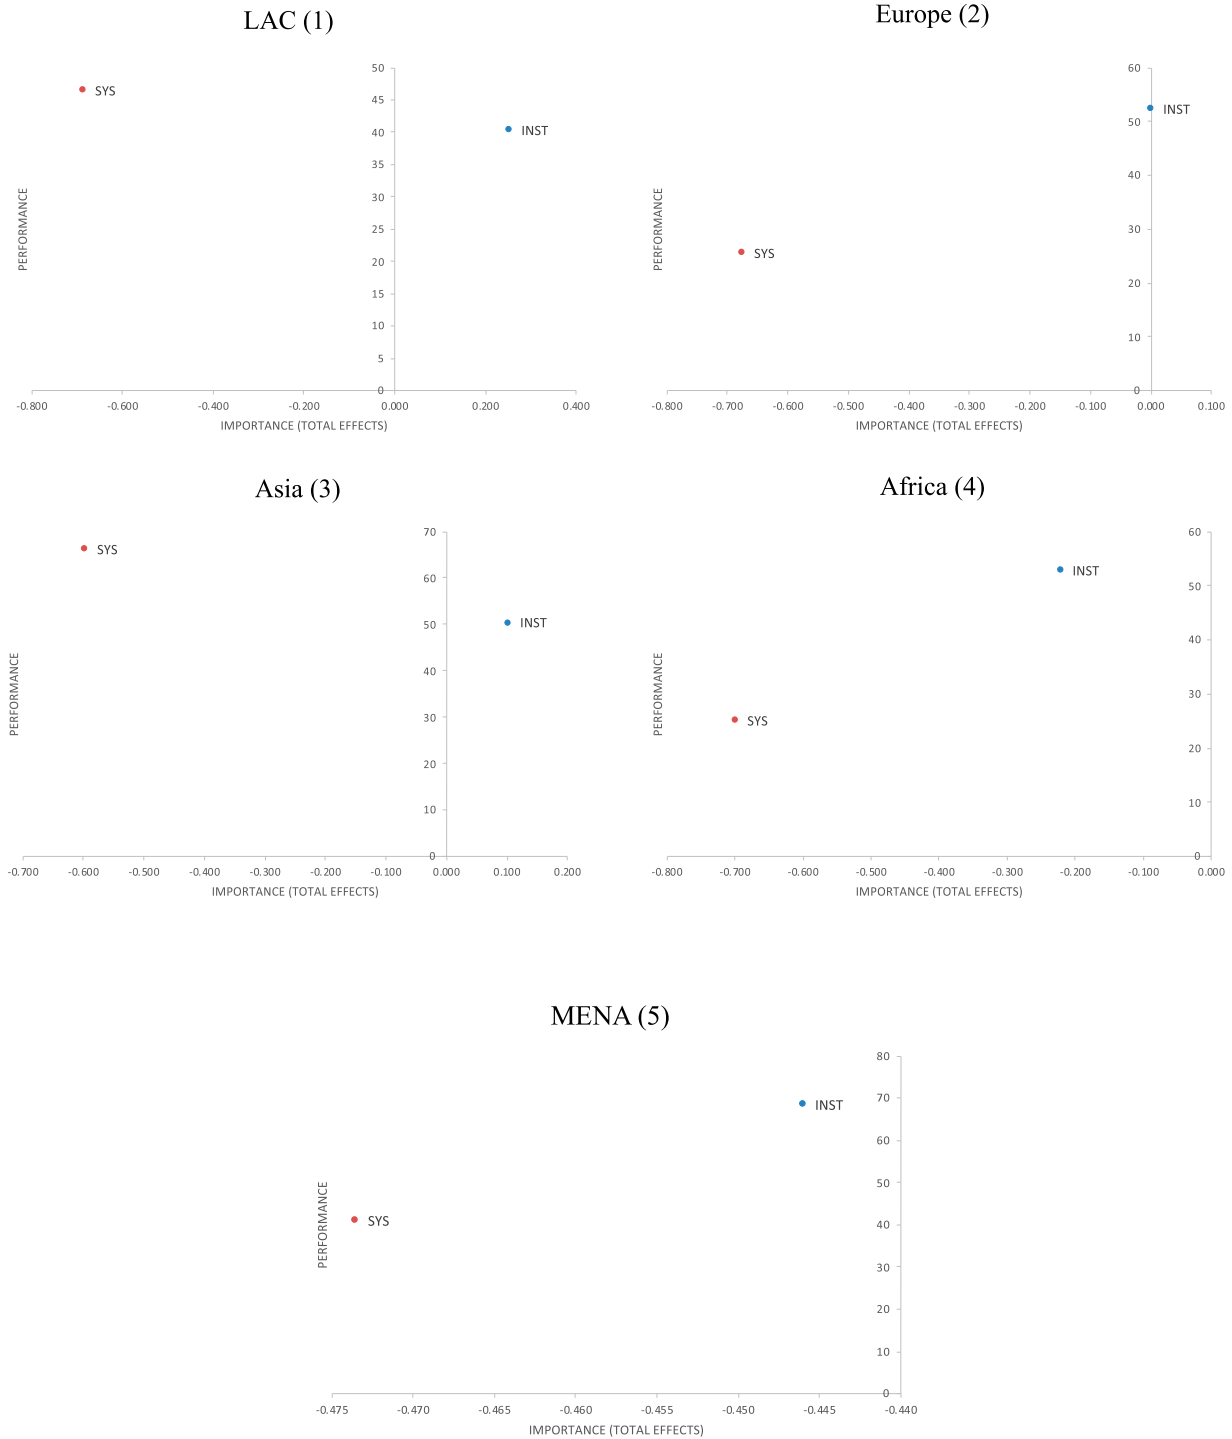 LAC (1)
50
45
40
35
30
25
20
15
10
5
0
SYS
INST
PERFORMANCE
-0.800 -0.600 -0.400 -0.200 0.000 0.200 0.400
IMPORTANCE (TOTAL EFFECTS)
Europe (2)
60
50
40
30
20
10
0
INST
SYS
PERFORMANCE
-0.800 -0.700 -0.600 -0.500 -0.400 -0.300 -0.200 -0.100 0.000 0.100
IMPORTANCE (TOTAL EFFECTS)
Asia (3)
70
60
50
40
30
20
10
0
SYS
INST
PERFORMANCE
-0.700 -0.600 -0.500 -0.400 -0.300 -0.200 -0.100 0.000 0.100 0.200
IMPORTANCE (TOTAL EFFECTS)
Africa (4)
60
50
40
30
20
10
0
INST
SYS
PERFORMANCE
-0.800 -0.700 -0.600 -0.500 -0.400 -0.300 -0.200 -0.100 0.000
IMPORTANCE (TOTAL EFFECTS)
MENA (5)
80
70
60
50
40
30
20
10
0
INST
SYS
PERFORMANCE
-0.475 -0.470 -0.465 -0.460 -0.455 -0.450 -0.445 -0.440
IMPORTANCE (TOTAL EFFECTS)